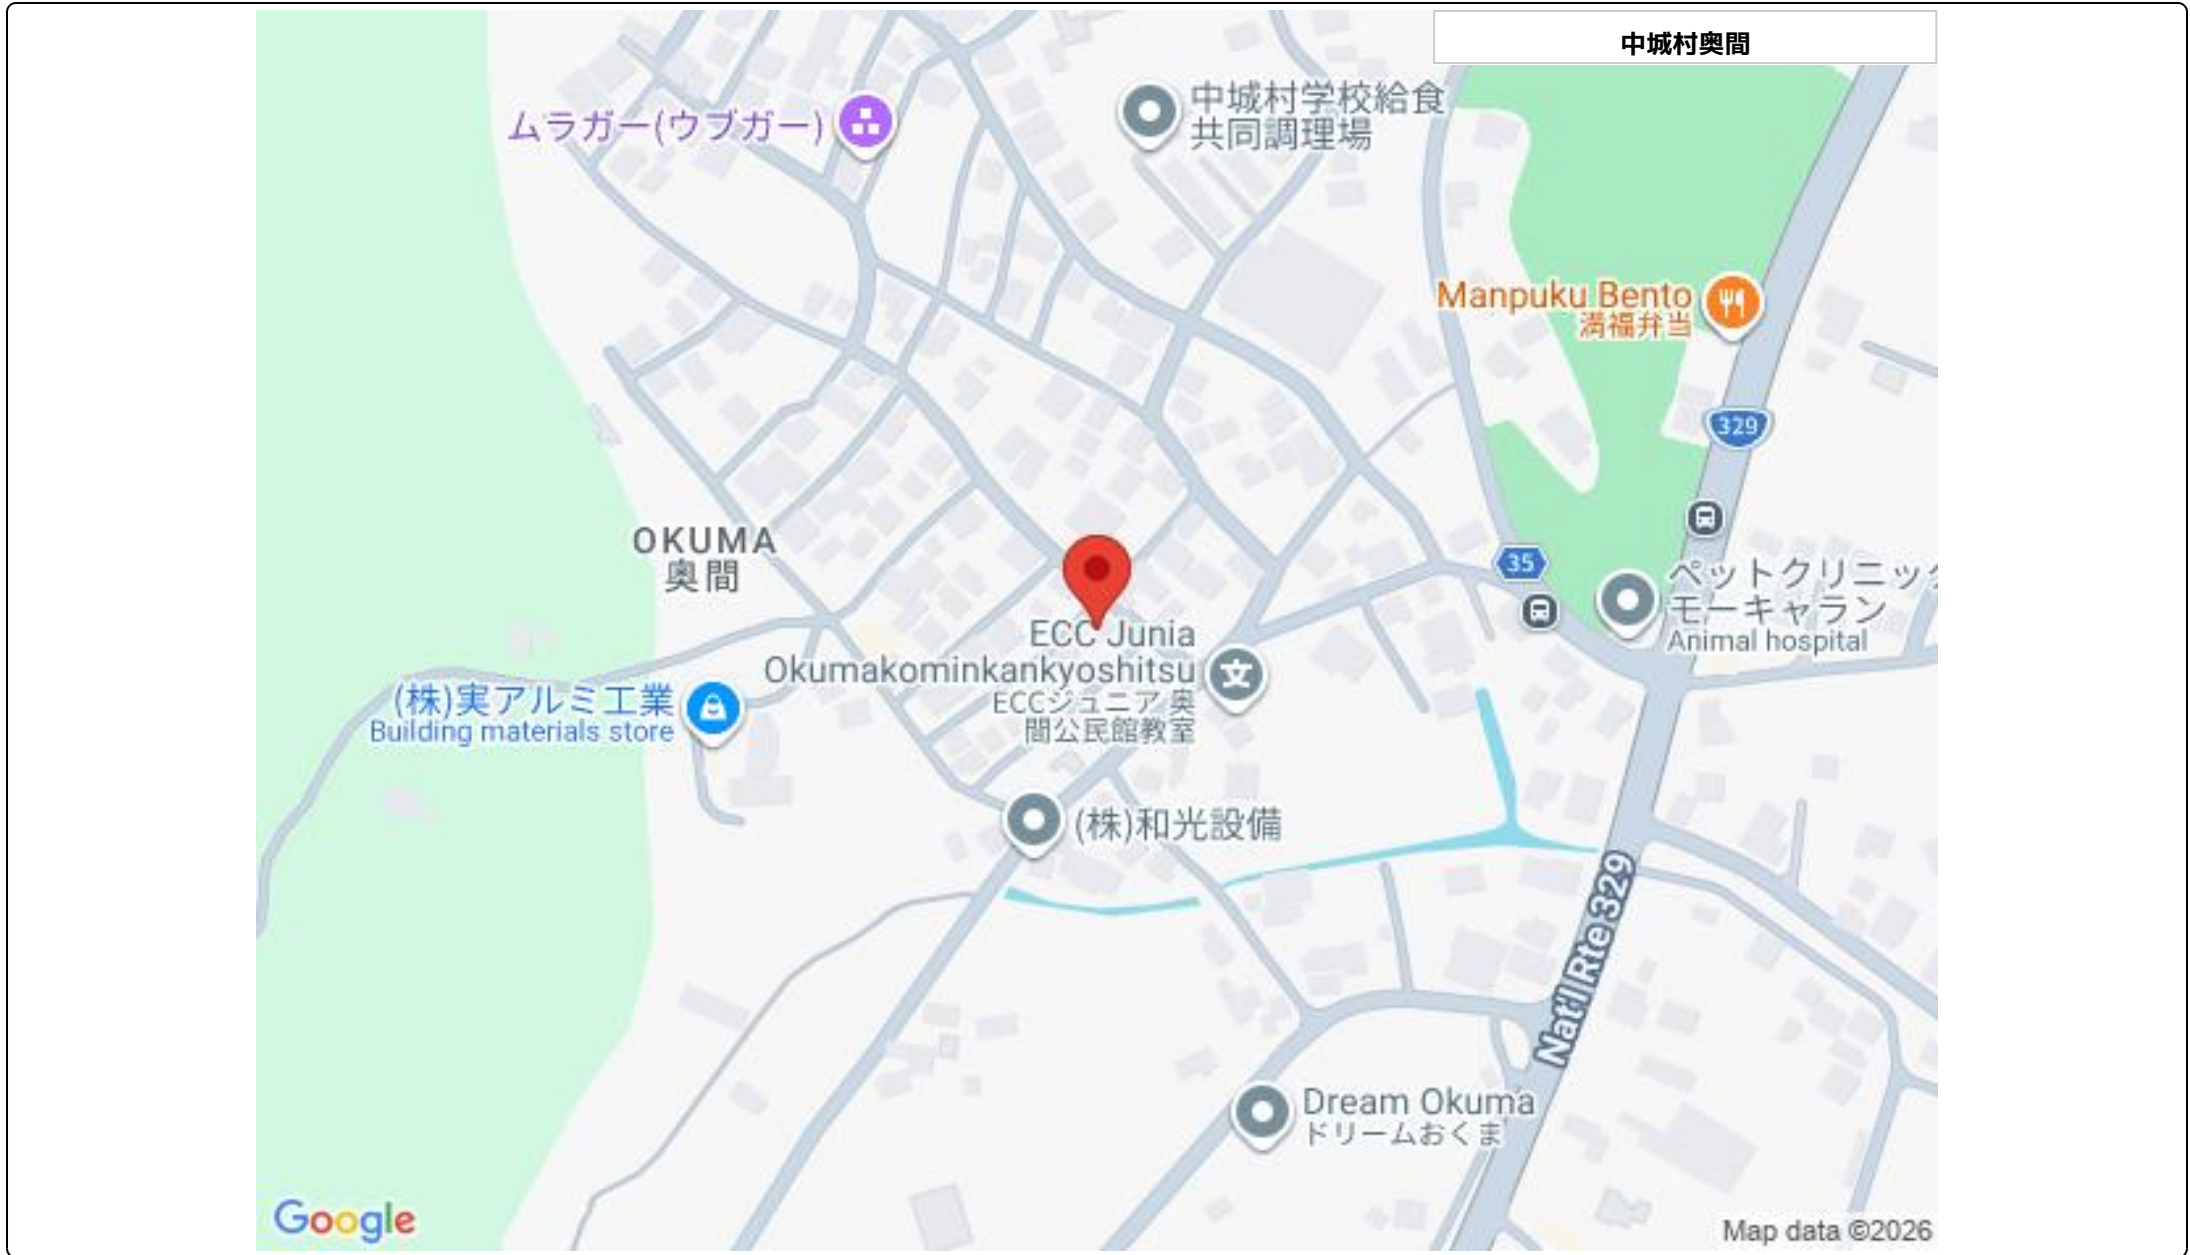 中城村奥間
中城村学校給食
共同調理場
ムラガー(ウブガー)
Manpuku Bento
満福弁当
329
OKUMA
奥間
35
ペットクリニック
モーキャラン
Animal hospital
ECC Junia
Okumakominkankyoshitsu
ECCジュニア 奥
間公民館教室
(株)実アルミ工業
Building materials store
(株)和光設備
Nat'l Rte 329
Dream Okuma
ドリームおくま
Google
Map data ©2026